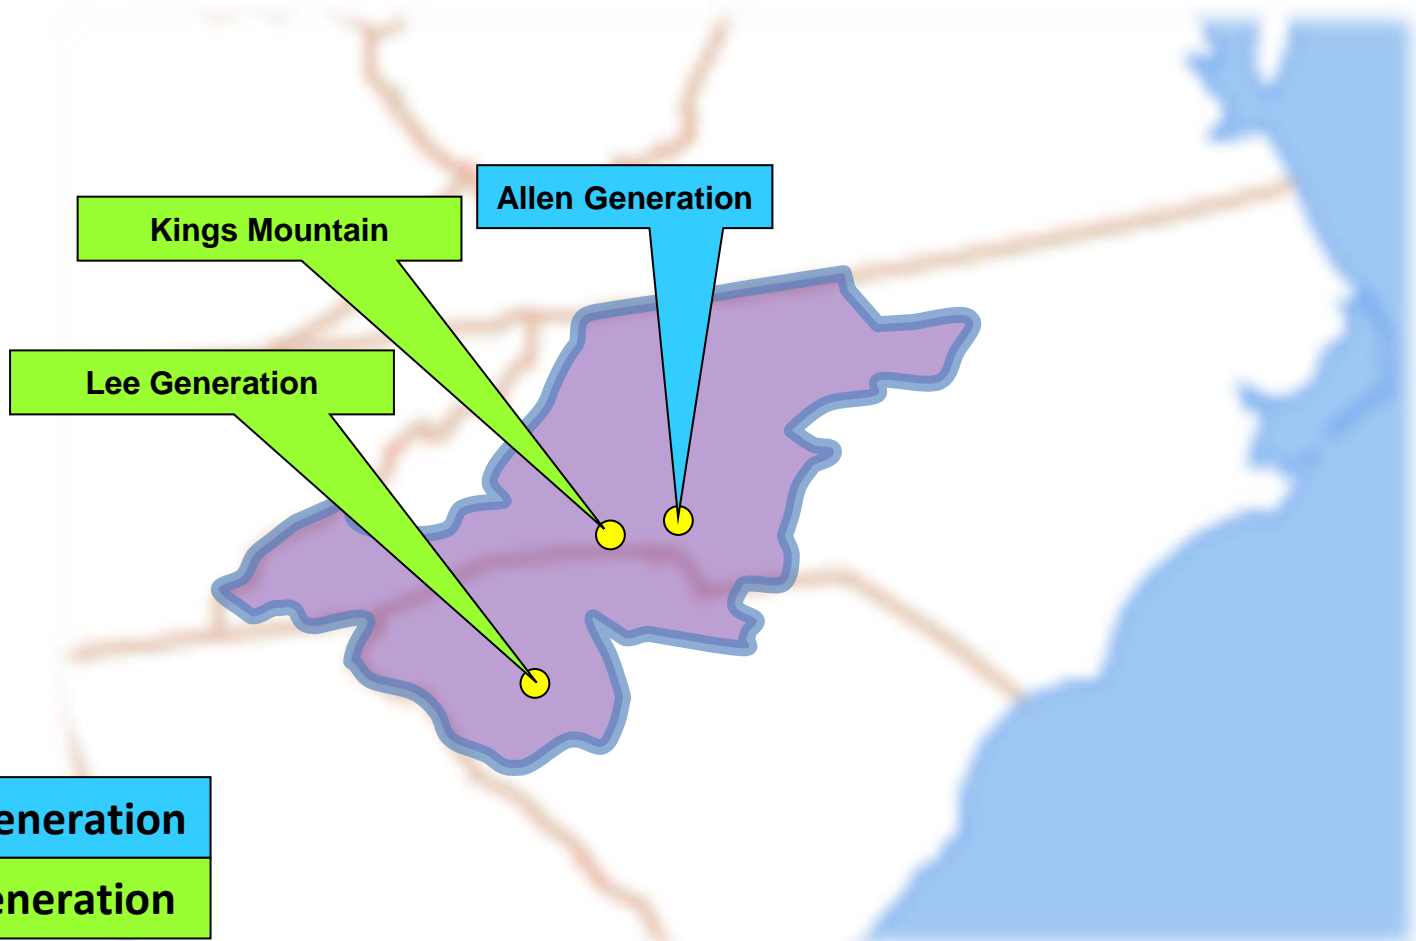 Allen Generation
Kings Mountain
Lee Generation
eneration
eneration